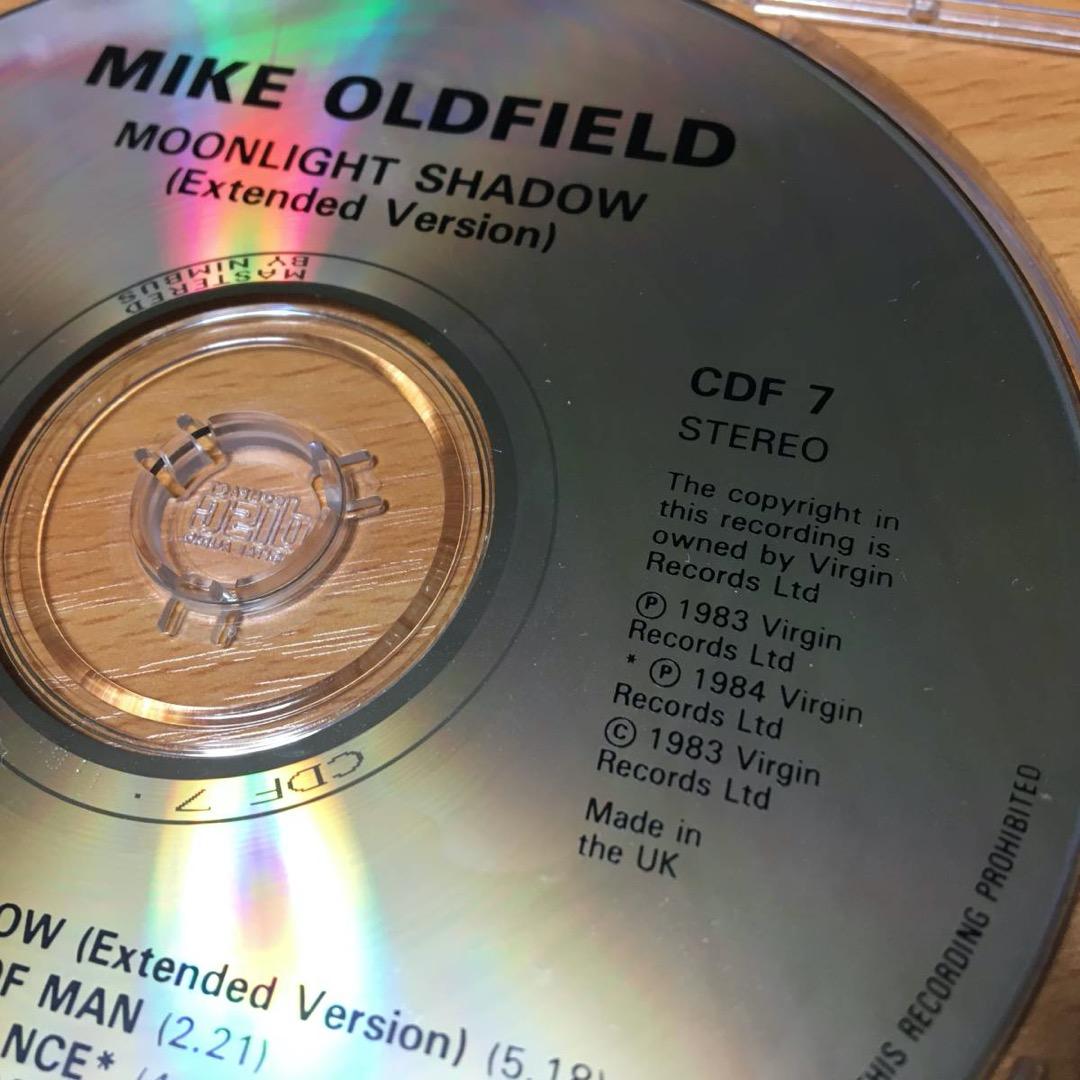 MIKE OLDFIELD
MOONLIGHT SHADOW
(Extended Version)
MASTERED
BY NIMBUS
CDF 7
STEREO
The copyright in
this recording is
owned by Virgin
Records Ltd
Ⓟ 1983 Virgin
Records Ltd
* Ⓟ 1984 Virgin
Records Ltd
© 1983 Virgin
Records Ltd
Made in
the UK
CDF 7 ·
OW (Extended Version) (5.18)
OF MAN (2.21)
NCE*
THIS RECORDING PROHIBITED